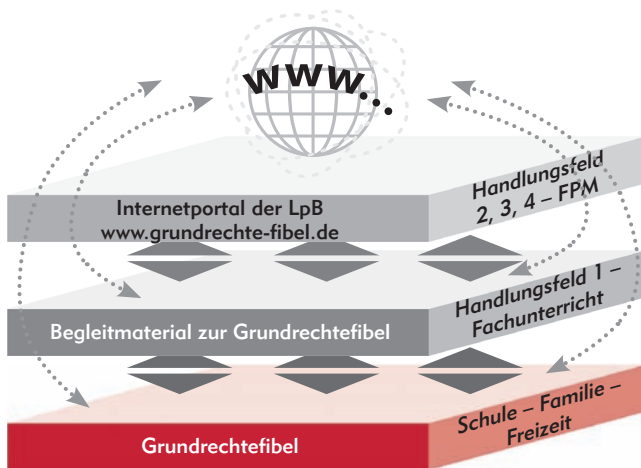 www...
Internetportal der LpB
www.grundrechte-fibel.de
Handlungsfeld
2, 3, 4 – FPM
Begleitmaterial zur Grundrechtefibel
Handlungsfeld 1 –
Fachunterricht
Grundrechtefibel
Schule – Familie –
Freizeit